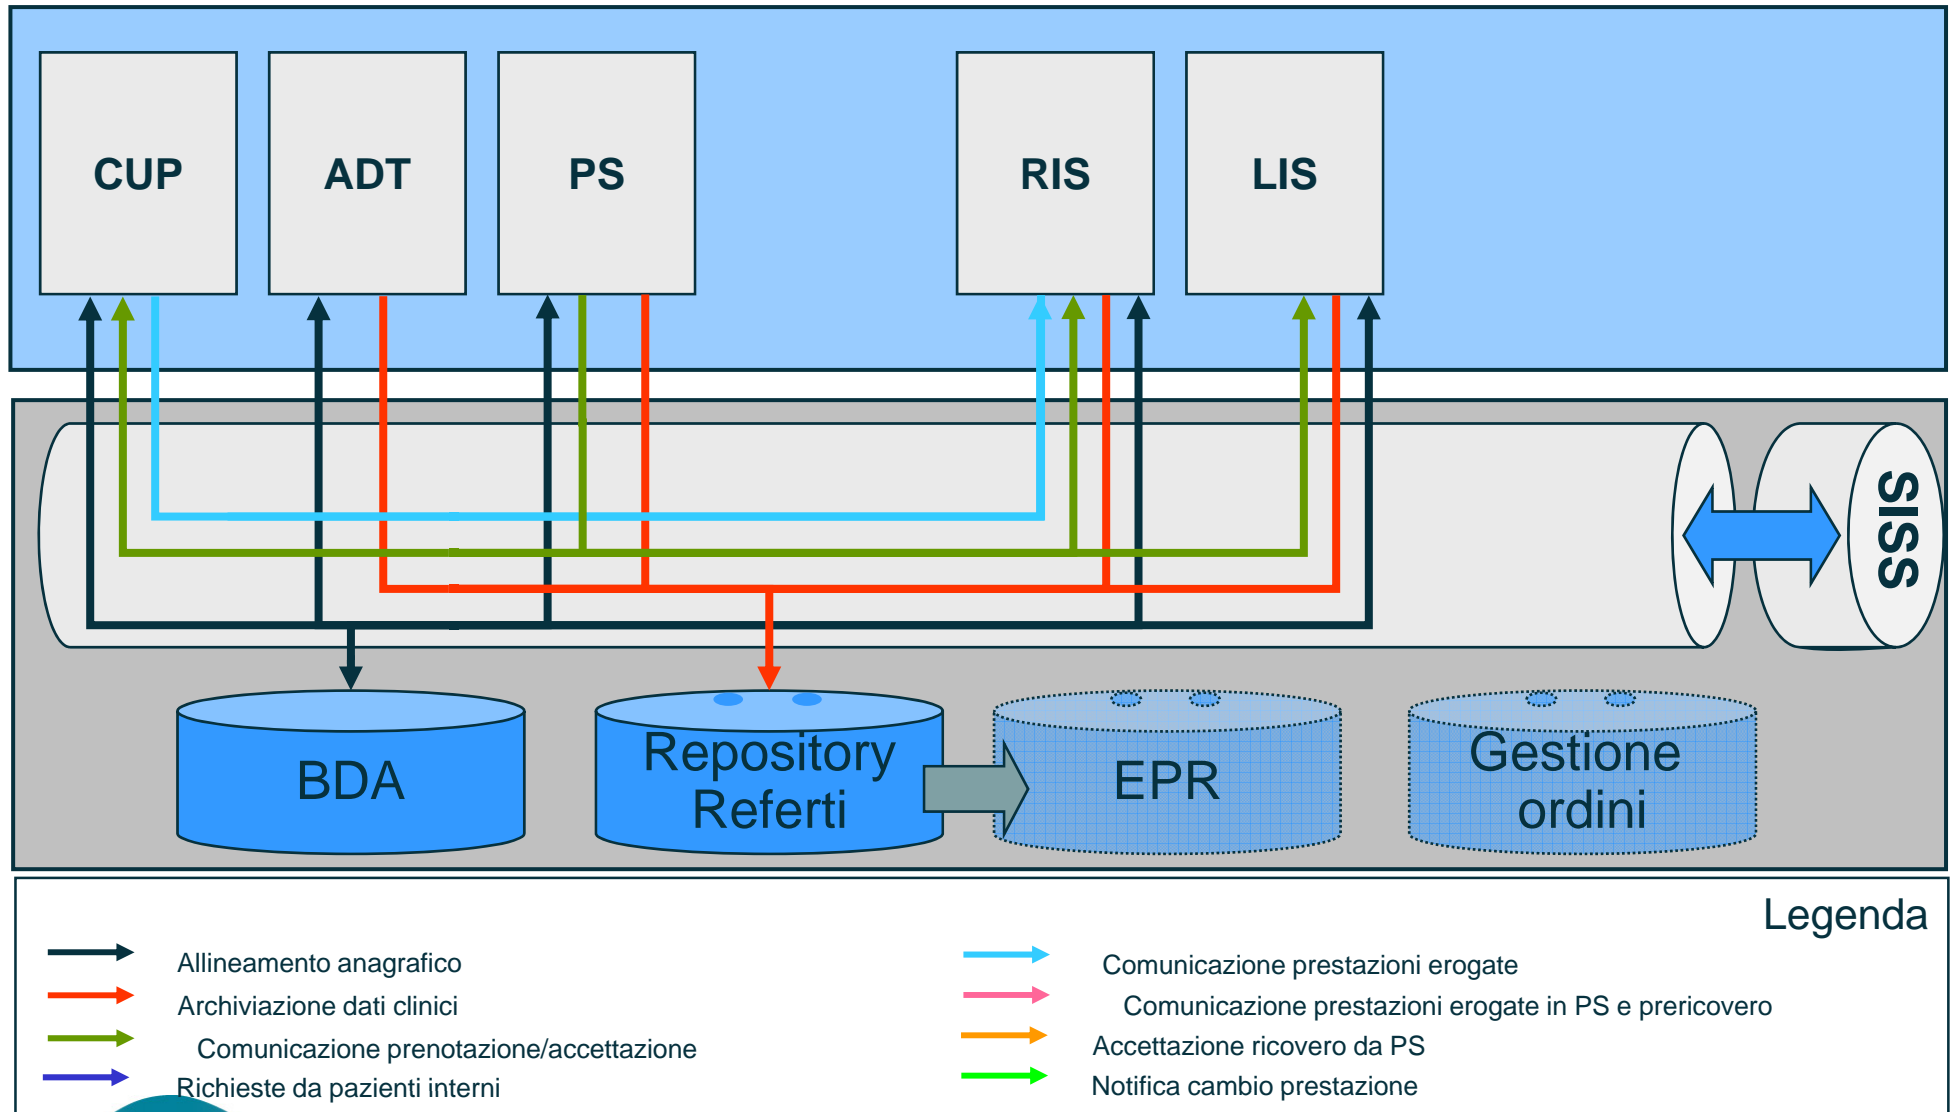 CUP
ADT
PS
RIS
LIS
SISS
BDA
Repository
Referti
EPR
Gestione
ordini
Legenda
Allineamento anagrafico
Archiviazione dati clinici
Comunicazione prenotazione/accettazione
Richieste da pazienti interni
Comunicazione prestazioni erogate
Comunicazione prestazioni erogate in PS e prericovero
Accettazione ricovero da PS
Notifica cambio prestazione